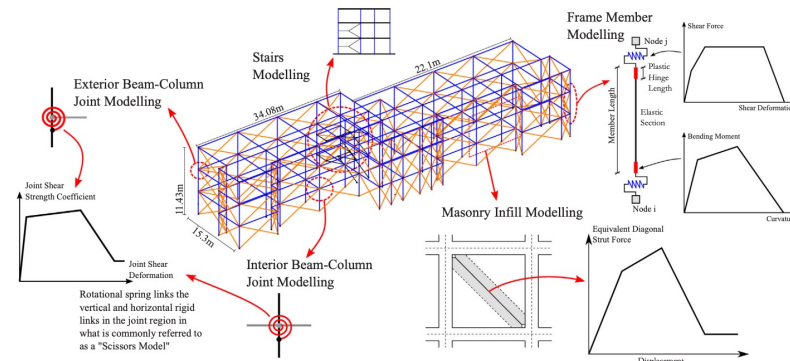 Exterior Beam-Column
Joint Modelling
Stairs
Modelling
22.1m
34.08m
11.43m
15.3m
Frame Member
Modelling
Node j
Plastic
Hinge
Length
Member Length
Elastic
Section
Node i
Shear Force
Shear Deformation
Bending Moment
Curvatu
Joint Shear
Strength Coefficient
Joint Shear
Deformation
Rotational spring links the
vertical and horizontal rigid
links in the joint region in
what is commonly referred to
as a "Scissors Model"
Interior Beam-Column
Joint Modelling
Masonry Infill Modelling
Equivalent Diagonal
Strut Force
Displacement